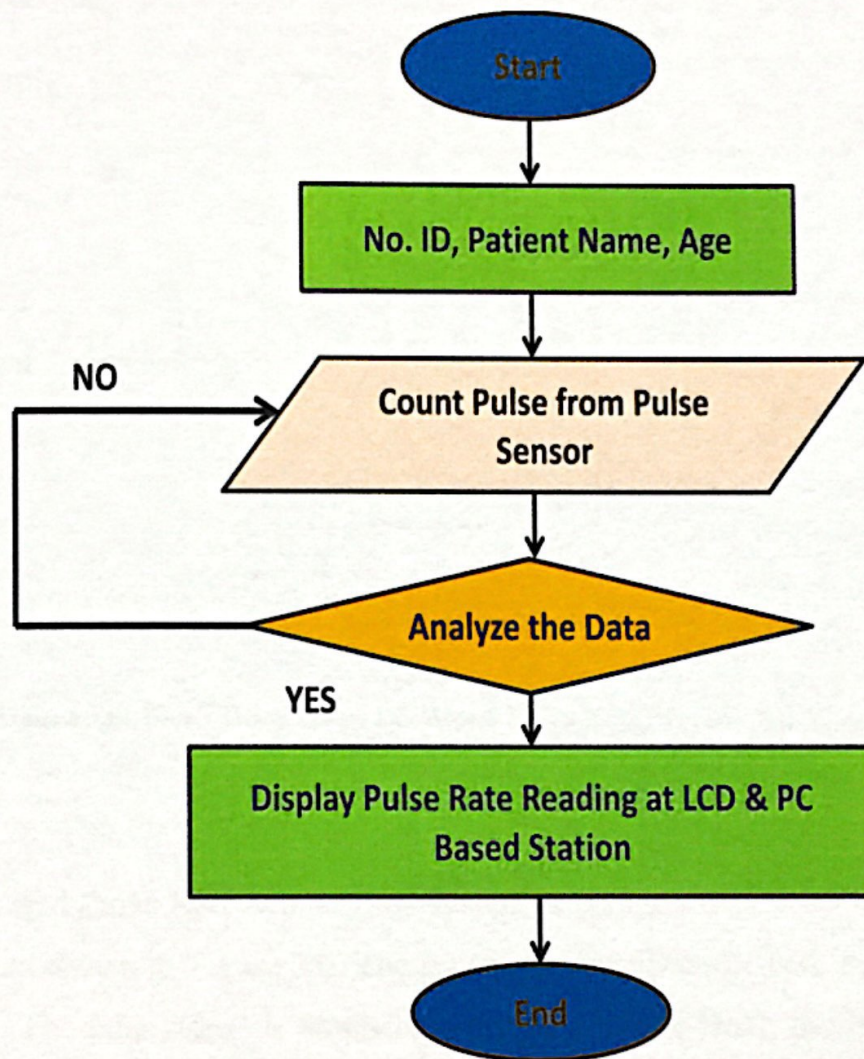 Start
No. ID, Patient Name, Age
NO
Count Pulse from Pulse
Sensor
Analyze the Data
YES
Display Pulse Rate Reading at LCD & PC
Based Station
End